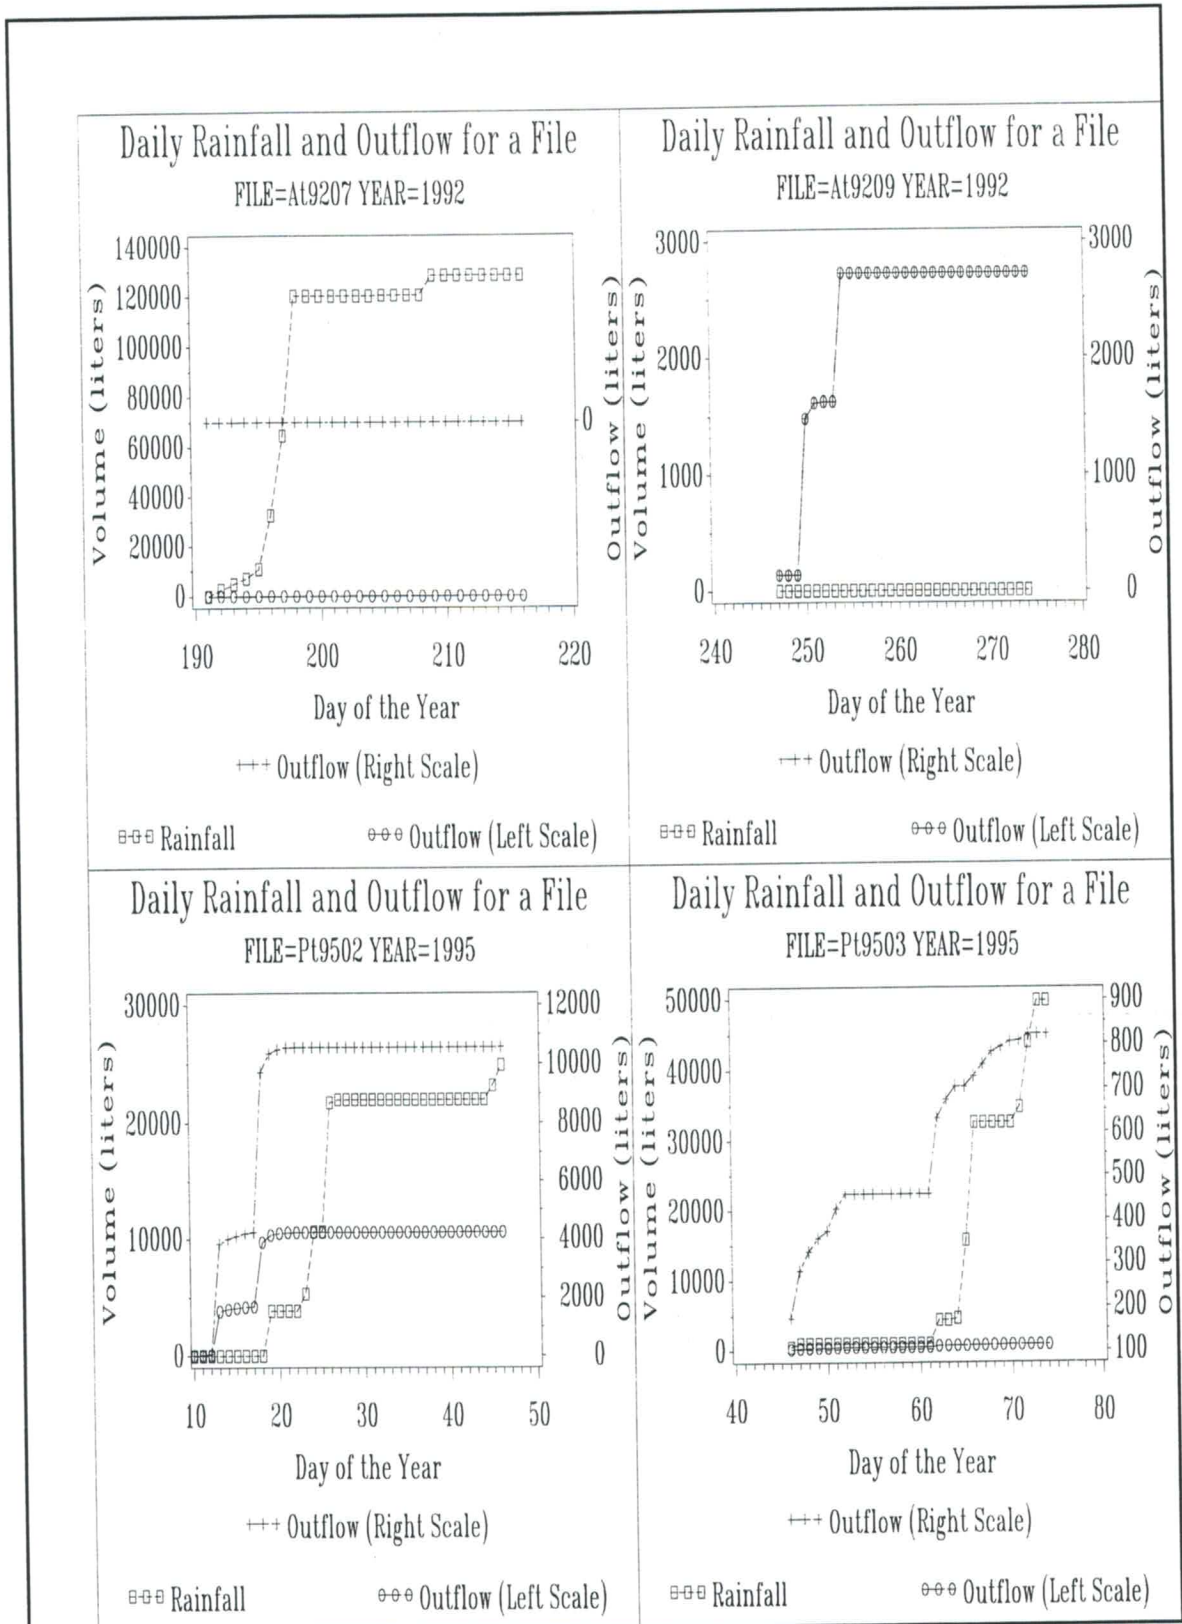 Daily Rainfall and Outflow for a File
FILE=At9207 YEAR=1992
140000
120000
100000
80000
60000
40000
20000
0
Volume (liters)
0
Outflow (liters)
190 200 210 220
Day of the Year
Outflow (Right Scale)
Rainfall Outflow (Left Scale)
Daily Rainfall and Outflow for a File
FILE=At9209 YEAR=1992
3000
2000
1000
0
Volume (liters)
3000
2000
1000
0
Outflow (liters)
240 250 260 270 280
Day of the Year
Outflow (Right Scale)
Rainfall Outflow (Left Scale)
Daily Rainfall and Outflow for a File
FILE=Pt9502 YEAR=1995
30000
20000
10000
0
Volume (liters)
12000
10000
8000
6000
4000
2000
0
Outflow (liters)
10 20 30 40 50
Day of the Year
Outflow (Right Scale)
Rainfall Outflow (Left Scale)
Daily Rainfall and Outflow for a File
FILE=Pt9503 YEAR=1995
50000
40000
30000
20000
10000
0
Volume (liters)
900
800
700
600
500
400
300
200
100
Outflow (liters)
40 50 60 70 80
Day of the Year
Outflow (Right Scale)
Rainfall Outflow (Left Scale)